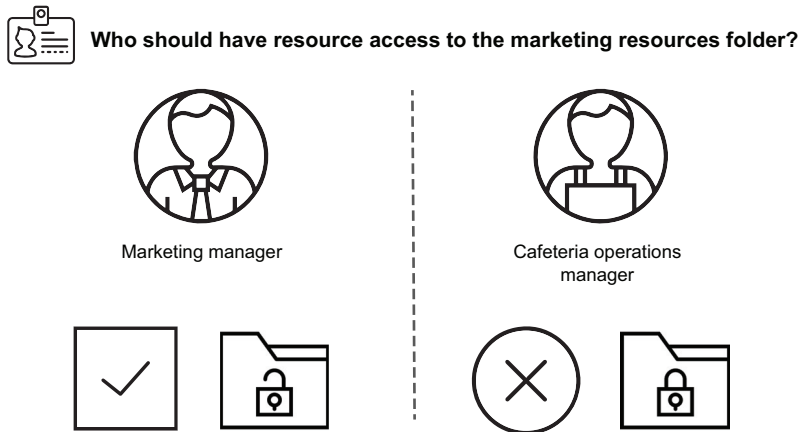 Who should have resource access to the marketing resources folder?
Marketing manager
Cafeteria operations
manager